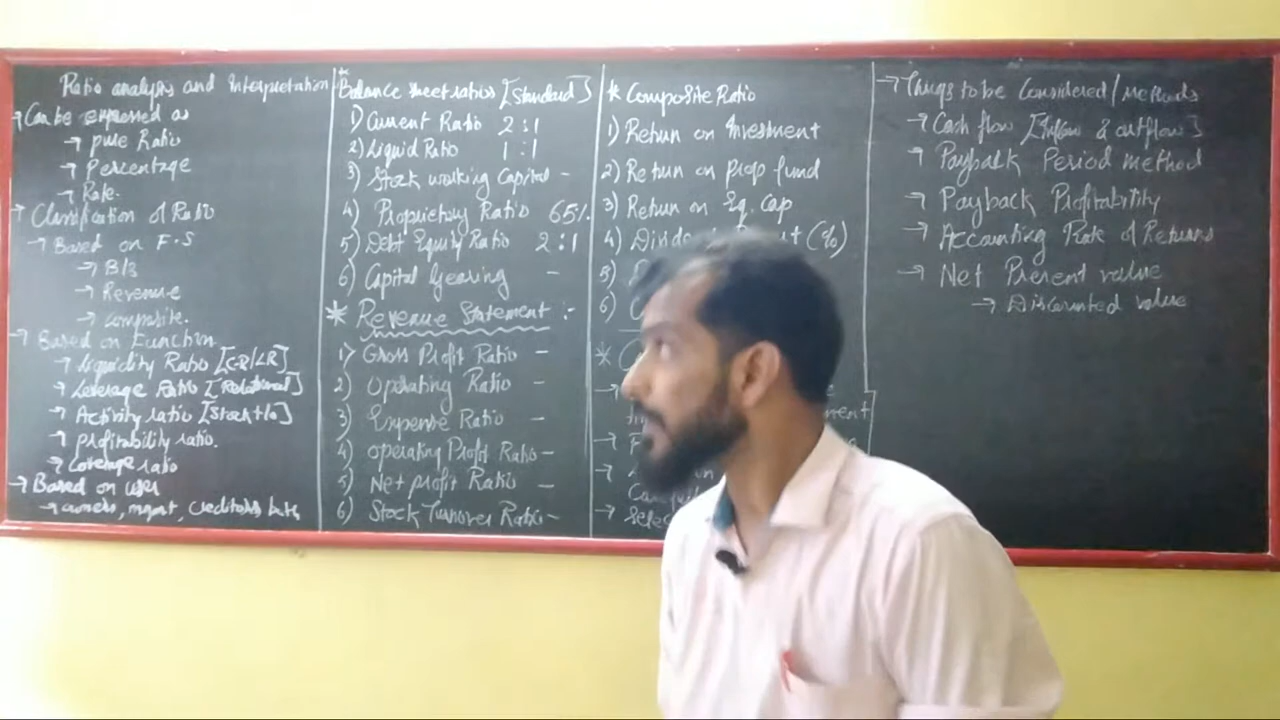 Ratio analysis and Interpretation
→ Can be expressed as
→ pure Ratio
→ Percentage
→ Rate.
→ Classification of Ratio
→ Based on F.S
→ B/S
→ Revenue
→ Composite.
→ Based on Function
→ Liquidity Ratio [CR/LR]
→ Leverage Ratio [Relational]
→ Activity ratio [Stock t/o]
→ Profitability ratio.
→ Coverage ratio
→ Based on user
→ owners, mgmt, creditors
* Balance sheet ratios [Standard]
1) Current Ratio 2:1
2) Liquid Ratio 1:1
3) Stock working Capital -
4) Proprietory Ratio 65%
5) Debt Equity Ratio 2:1
6) Capital Gearing -
* Revenue Statement :-
1) Gross Profit Ratio -
2) Operating Ratio -
3) Expense Ratio -
4) Operating Profit Ratio -
5) Net profit Ratio -
6) Stock Turnover Ratio -
* Composite Ratio
1) Return on Investment
2) Return on prop fund
3) Return on Eq. Cap
4) (%)
5)
6)
*
→
→
→
→
→ Things to be Considered/methods
→ Cash flow [Inflow & outflow]
→ Payback Period method
→ Payback Profitability
→ Accounting Rate of Returns
→ Net Present value
→ Discounted value